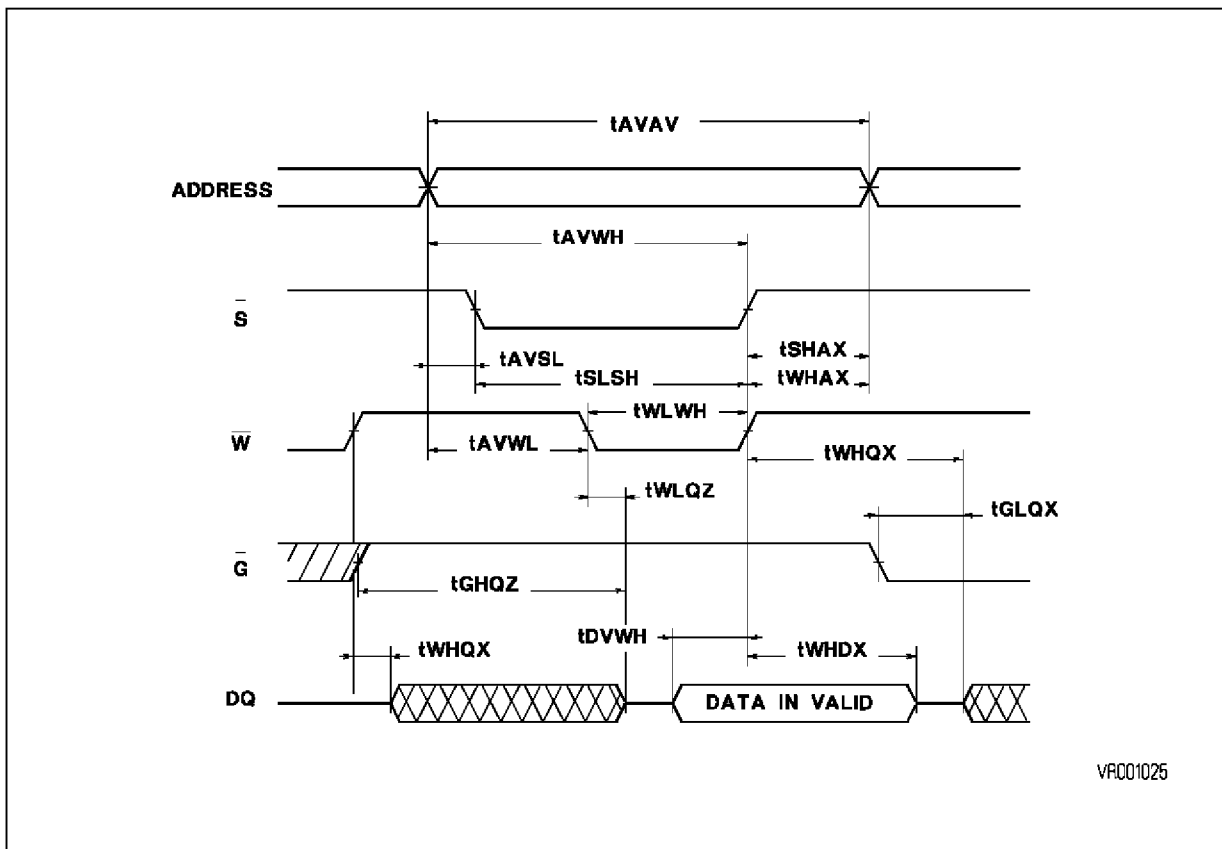 tAVAV
ADDRESS
tAVWH
S̅
tSHAX
tAVSL
tSLSH
tWHAX
tWLWH
W̅
tAVWL
tWHQX
tWLQZ
tGLQX
G̅
tGHQZ
tDVWH
tWHQX
tWHDX
DQ
DATA IN VALID
VR001025